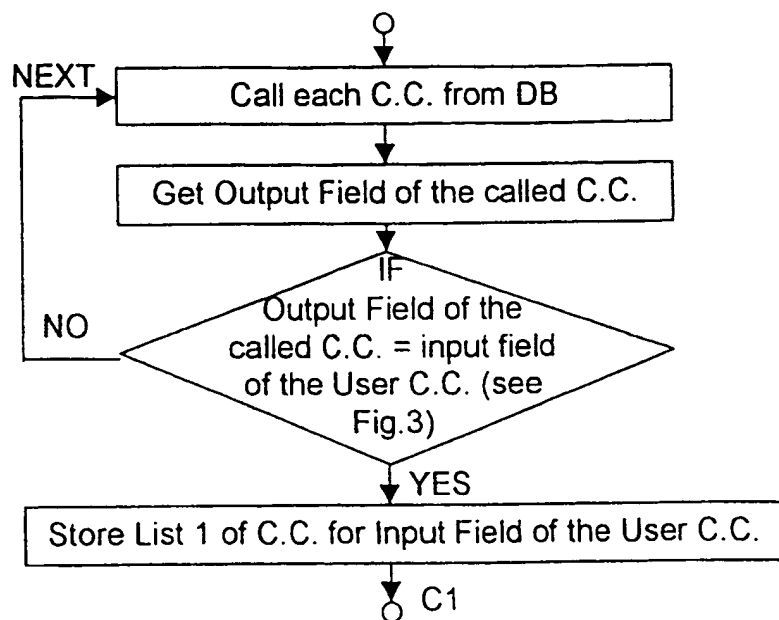 NEXT
Call each C.C. from DB
Get Output Field of the called C.C.
IF
Output Field of the
called C.C. = input field
of the User C.C. (see
Fig.3)
NO
YES
Store List 1 of C.C. for Input Field of the User C.C.
C1